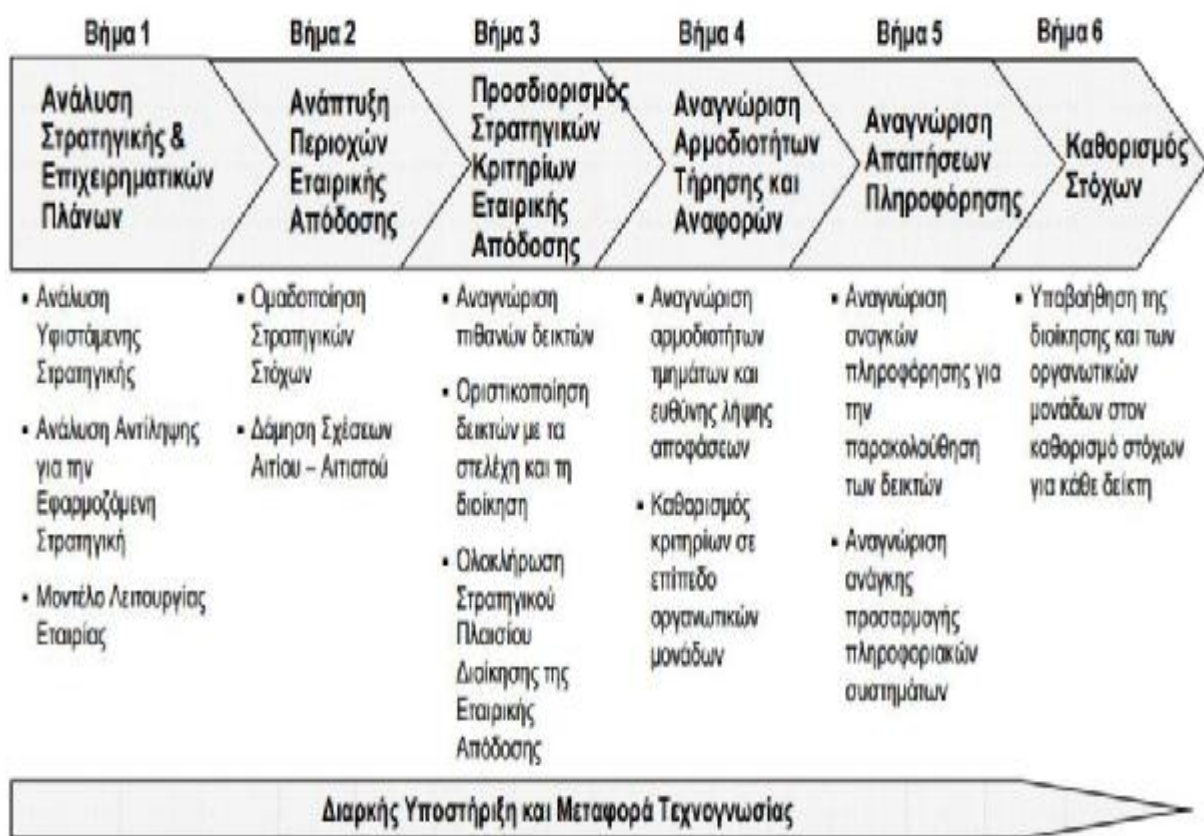 Βήμα 1
Ανάλυση
Στρατηγικής &
Επιχειρηματικών
Πλάνων
▪ Ανάλυση
Υφιστάμενης
Στρατηγικής
▪ Ανάλυση Αντίληψης
για την
Εφαρμοζόμενη
Στρατηγική
▪ Μοντέλο Λειτουργίας
Εταιρίας
Βήμα 2
Ανάπτυξη
Περιοχών
Εταιρικής
Απόδοσης
▪ Ομαδοποίηση
Στρατηγικών
Στόχων
▪ Δόμηση Σχέσεων
Αιτίου – Αιτιατού
Βήμα 3
Προσδιορισμός
Στρατηγικών
Κριτηρίων
Εταιρικής
Απόδοσης
▪ Αναγνώριση
πιθανών δεικτών
▪ Οριστικοποίηση
δεικτών με τα
στελέχη και τη
διοίκηση
▪ Ολοκλήρωση
Στρατηγικού
Πλαισίου
Διοίκησης της
Εταιρικής
Απόδοσης
Βήμα 4
Αναγνώριση
Αρμοδιοτήτων
Τήρησης και
Αναφορών
▪ Αναγνώριση
αρμοδιοτήτων
τμημάτων και
ευθύνης λήψης
αποφάσεων
▪ Καθορισμός
κριτηρίων σε
επίπεδο
οργανωτικών
μονάδων
Βήμα 5
Αναγνώριση
Απαιτήσεων
Πληροφόρησης
▪ Αναγνώριση
αναγκών
πληροφόρησης για
την
παρακολούθηση
των δεικτών
▪ Αναγνώριση
ανάγκης
προσαρμογής
πληροφοριακών
συστημάτων
Βήμα 6
Καθορισμός
Στόχων
▪ Υποβοήθηση της
διοίκησης και των
οργανωτικών
μονάδων στον
καθορισμό στόχων
για κάθε δείκτη
Διαρκής Υποστήριξη και Μεταφορά Τεχνογνωσίας